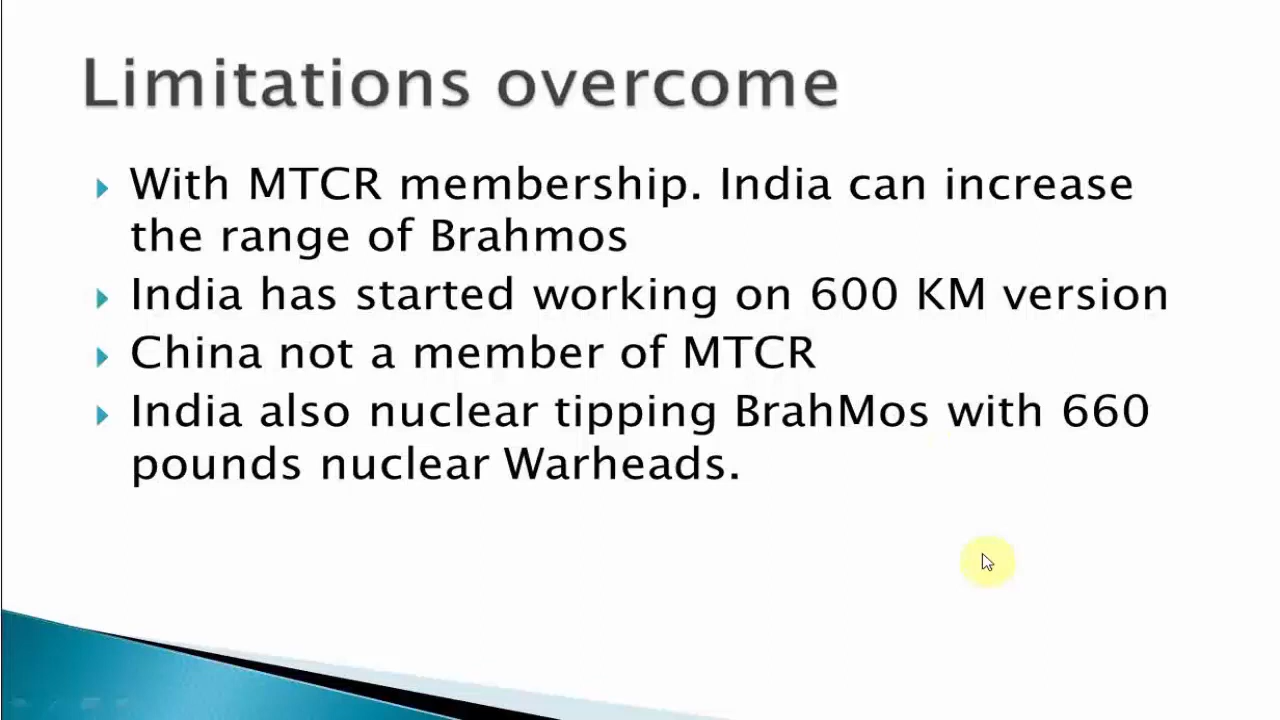 Limitations overcome
With MTCR membership. India can increase
the range of Brahmos
India has started working on 600 KM version
China not a member of MTCR
India also nuclear tipping BrahMos with 660
pounds nuclear Warheads.